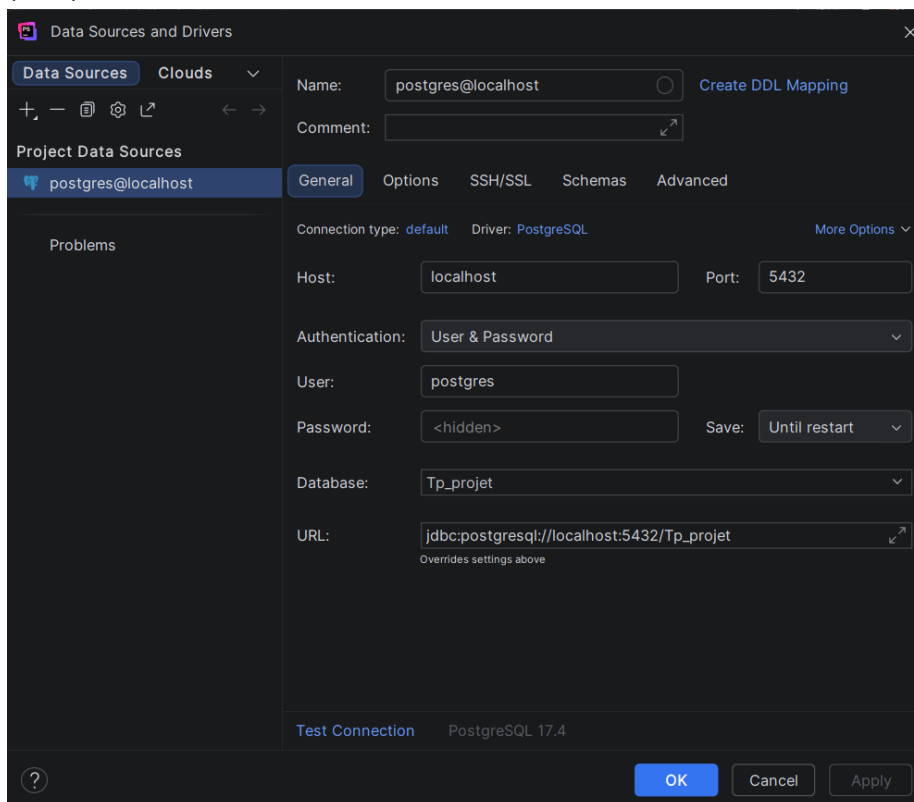 PS
Data Sources and Drivers
Data Sources Clouds
Project Data Sources
postgres@localhost
Problems
Name: postgres@localhost Create DDL Mapping
Comment:
General Options SSH/SSL Schemas Advanced
Connection type: default Driver: PostgreSQL More Options
Host: localhost Port: 5432
Authentication: User & Password
User: postgres
Password: <hidden> Save: Until restart
Database: Tp_projet
URL: jdbc:postgresql://localhost:5432/Tp_projet
Overrides settings above
Test Connection PostgreSQL 17.4
? OK Cancel Apply